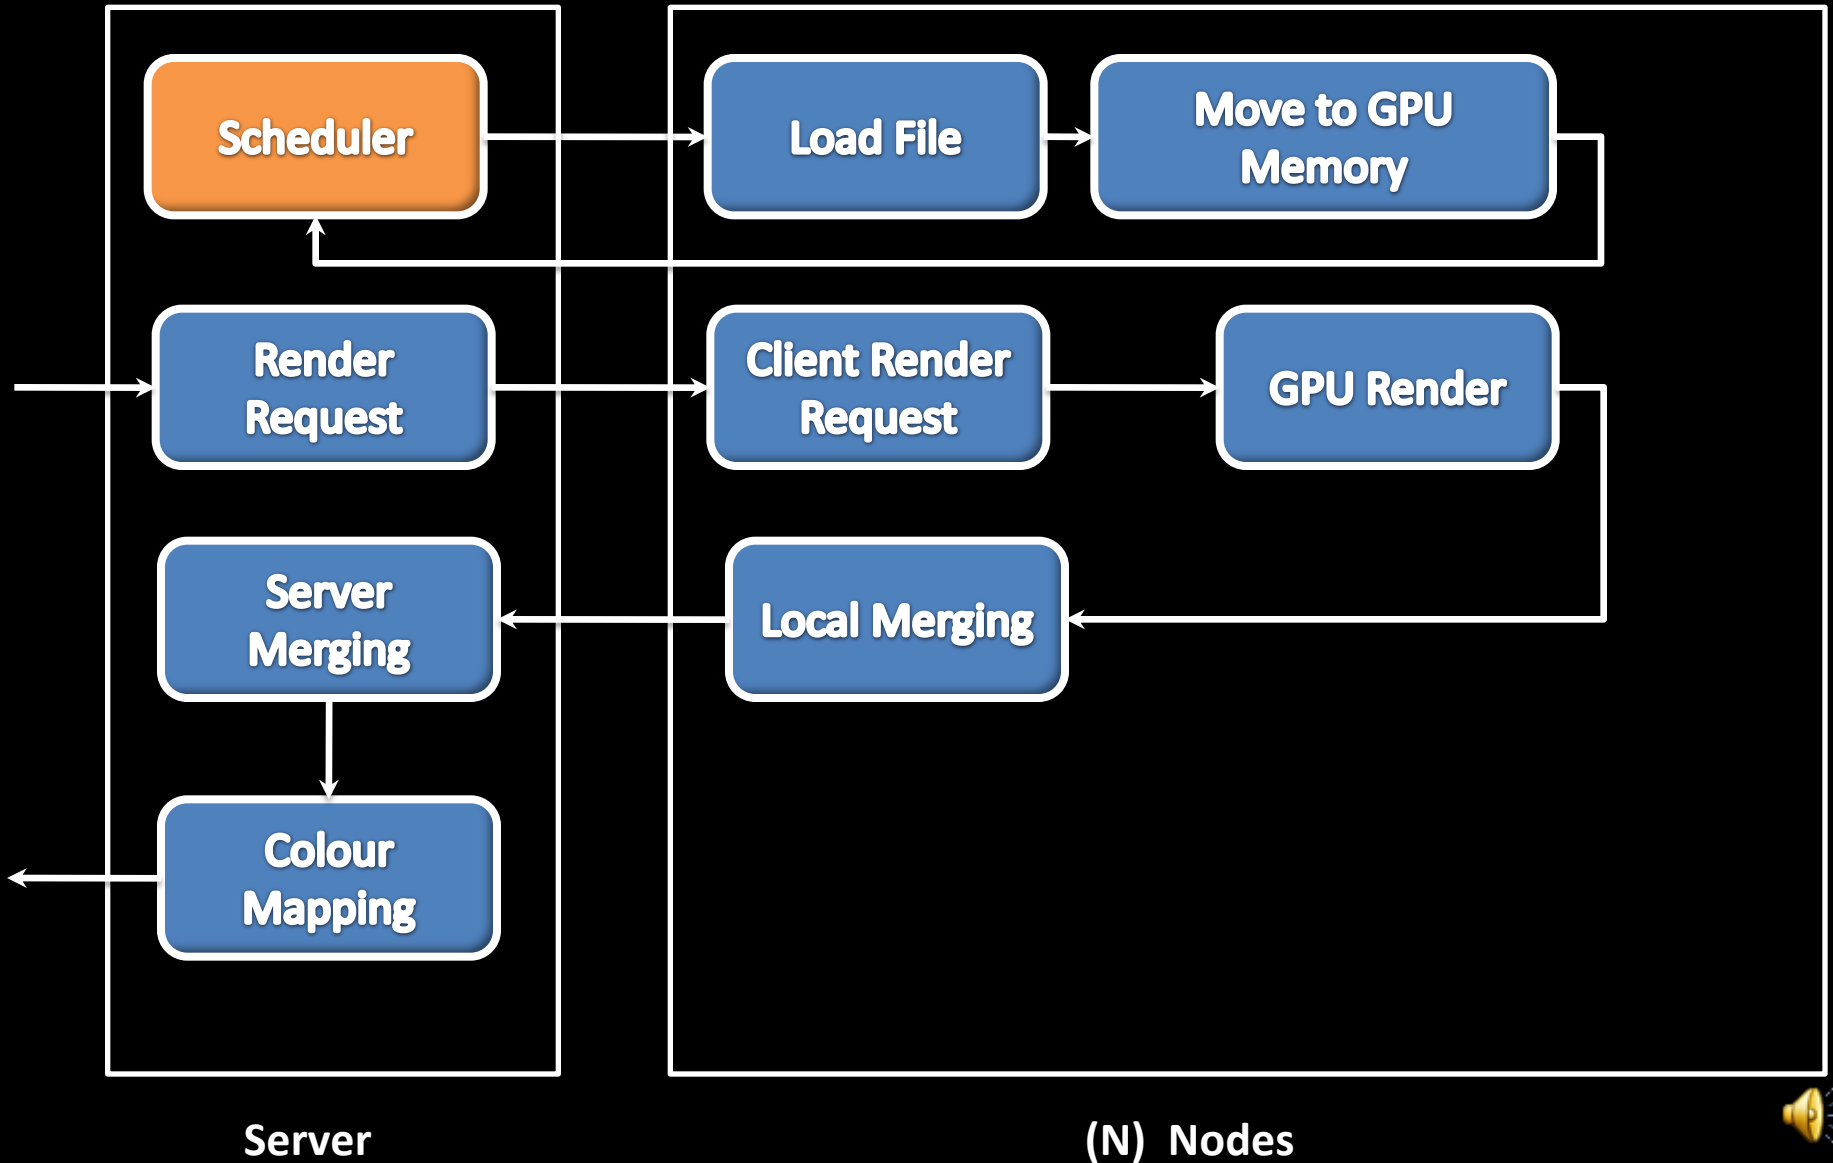 Scheduler
Load File
Move to GPU
Memory
Render
Request
Client Render
Request
GPU Render
Server
Merging
Local Merging
Colour
Mapping
Server
(N) Nodes